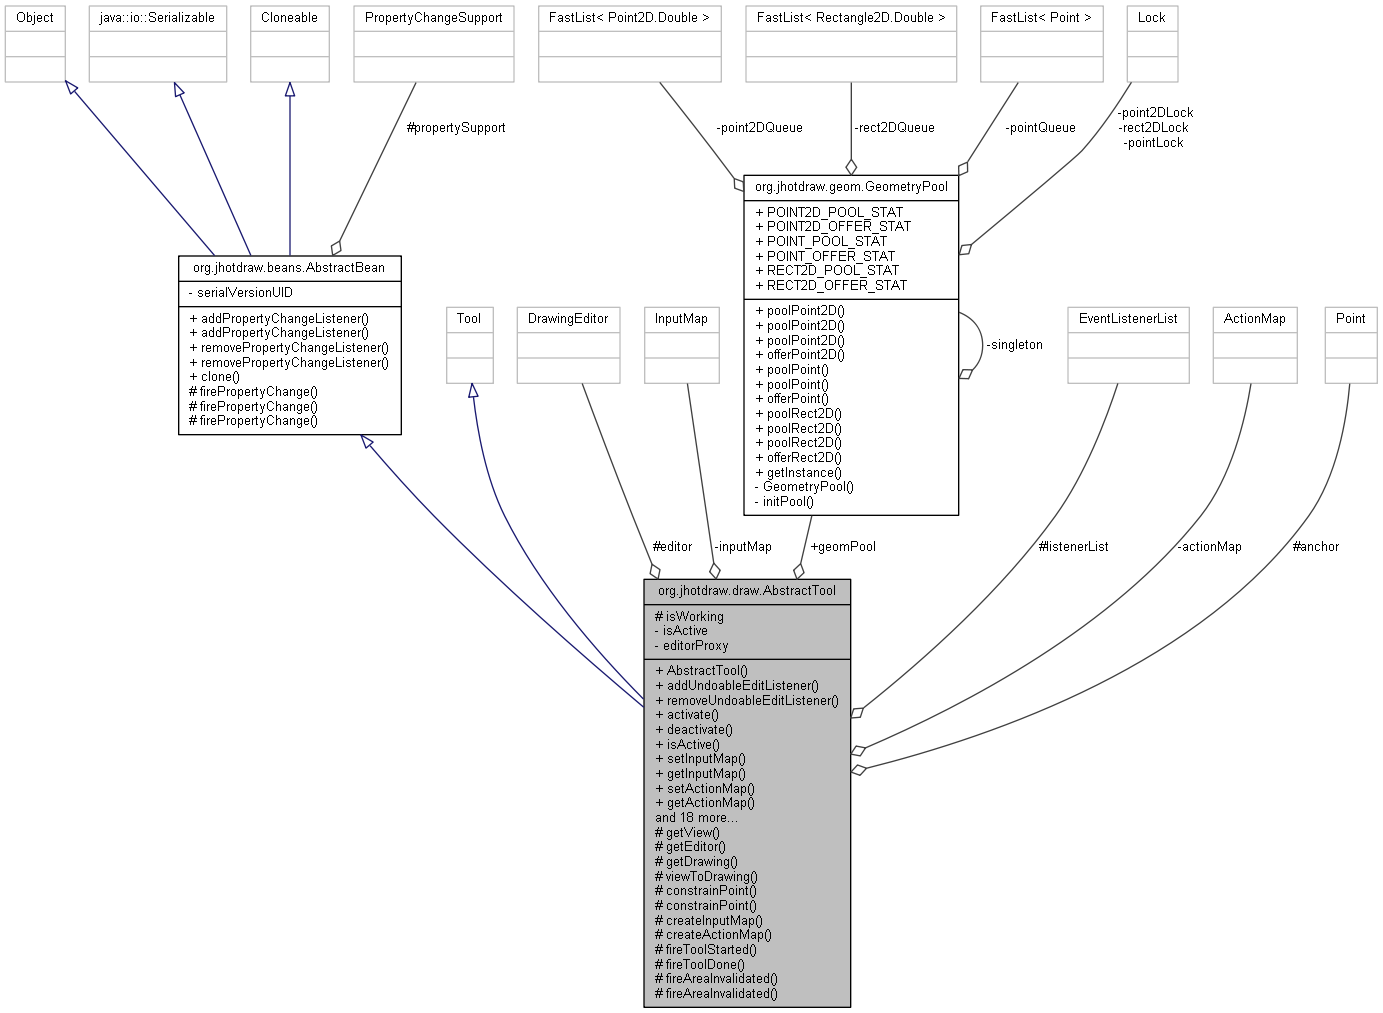 Object
java::io::Serializable
Cloneable
PropertyChangeSupport
FastList< Point2D.Double >
FastList< Rectangle2D.Double >
FastList< Point >
Lock
#propertySupport
-point2DQueue
-rect2DQueue
-pointQueue
-point2DLock
-rect2DLock
-pointLock
org.jhotdraw.beans.AbstractBean
- serialVersionUID
+ addPropertyChangeListener()
+ addPropertyChangeListener()
+ removePropertyChangeListener()
+ removePropertyChangeListener()
+ clone()
# firePropertyChange()
# firePropertyChange()
# firePropertyChange()
org.jhotdraw.geom.GeometryPool
+ POINT2D_POOL_STAT
+ POINT2D_OFFER_STAT
+ POINT_POOL_STAT
+ POINT_OFFER_STAT
+ RECT2D_POOL_STAT
+ RECT2D_OFFER_STAT
+ poolPoint2D()
+ poolPoint2D()
+ poolPoint2D()
+ offerPoint2D()
+ poolPoint()
+ poolPoint()
+ offerPoint()
+ poolRect2D()
+ poolRect2D()
+ poolRect2D()
+ offerRect2D()
+ getInstance()
- GeometryPool()
- initPool()
-singleton
Tool
DrawingEditor
InputMap
EventListenerList
ActionMap
Point
#editor
-inputMap
+geomPool
#listenerList
-actionMap
#anchor
org.jhotdraw.draw.AbstractTool
# isWorking
- isActive
- editorProxy
+ AbstractTool()
+ addUndoableEditListener()
+ removeUndoableEditListener()
+ activate()
+ deactivate()
+ isActive()
+ setInputMap()
+ getInputMap()
+ setActionMap()
+ getActionMap()
and 18 more...
# getView()
# getEditor()
# getDrawing()
# viewToDrawing()
# constrainPoint()
# constrainPoint()
# createInputMap()
# createActionMap()
# fireToolStarted()
# fireToolDone()
# fireAreaInvalidated()
# fireAreaInvalidated()